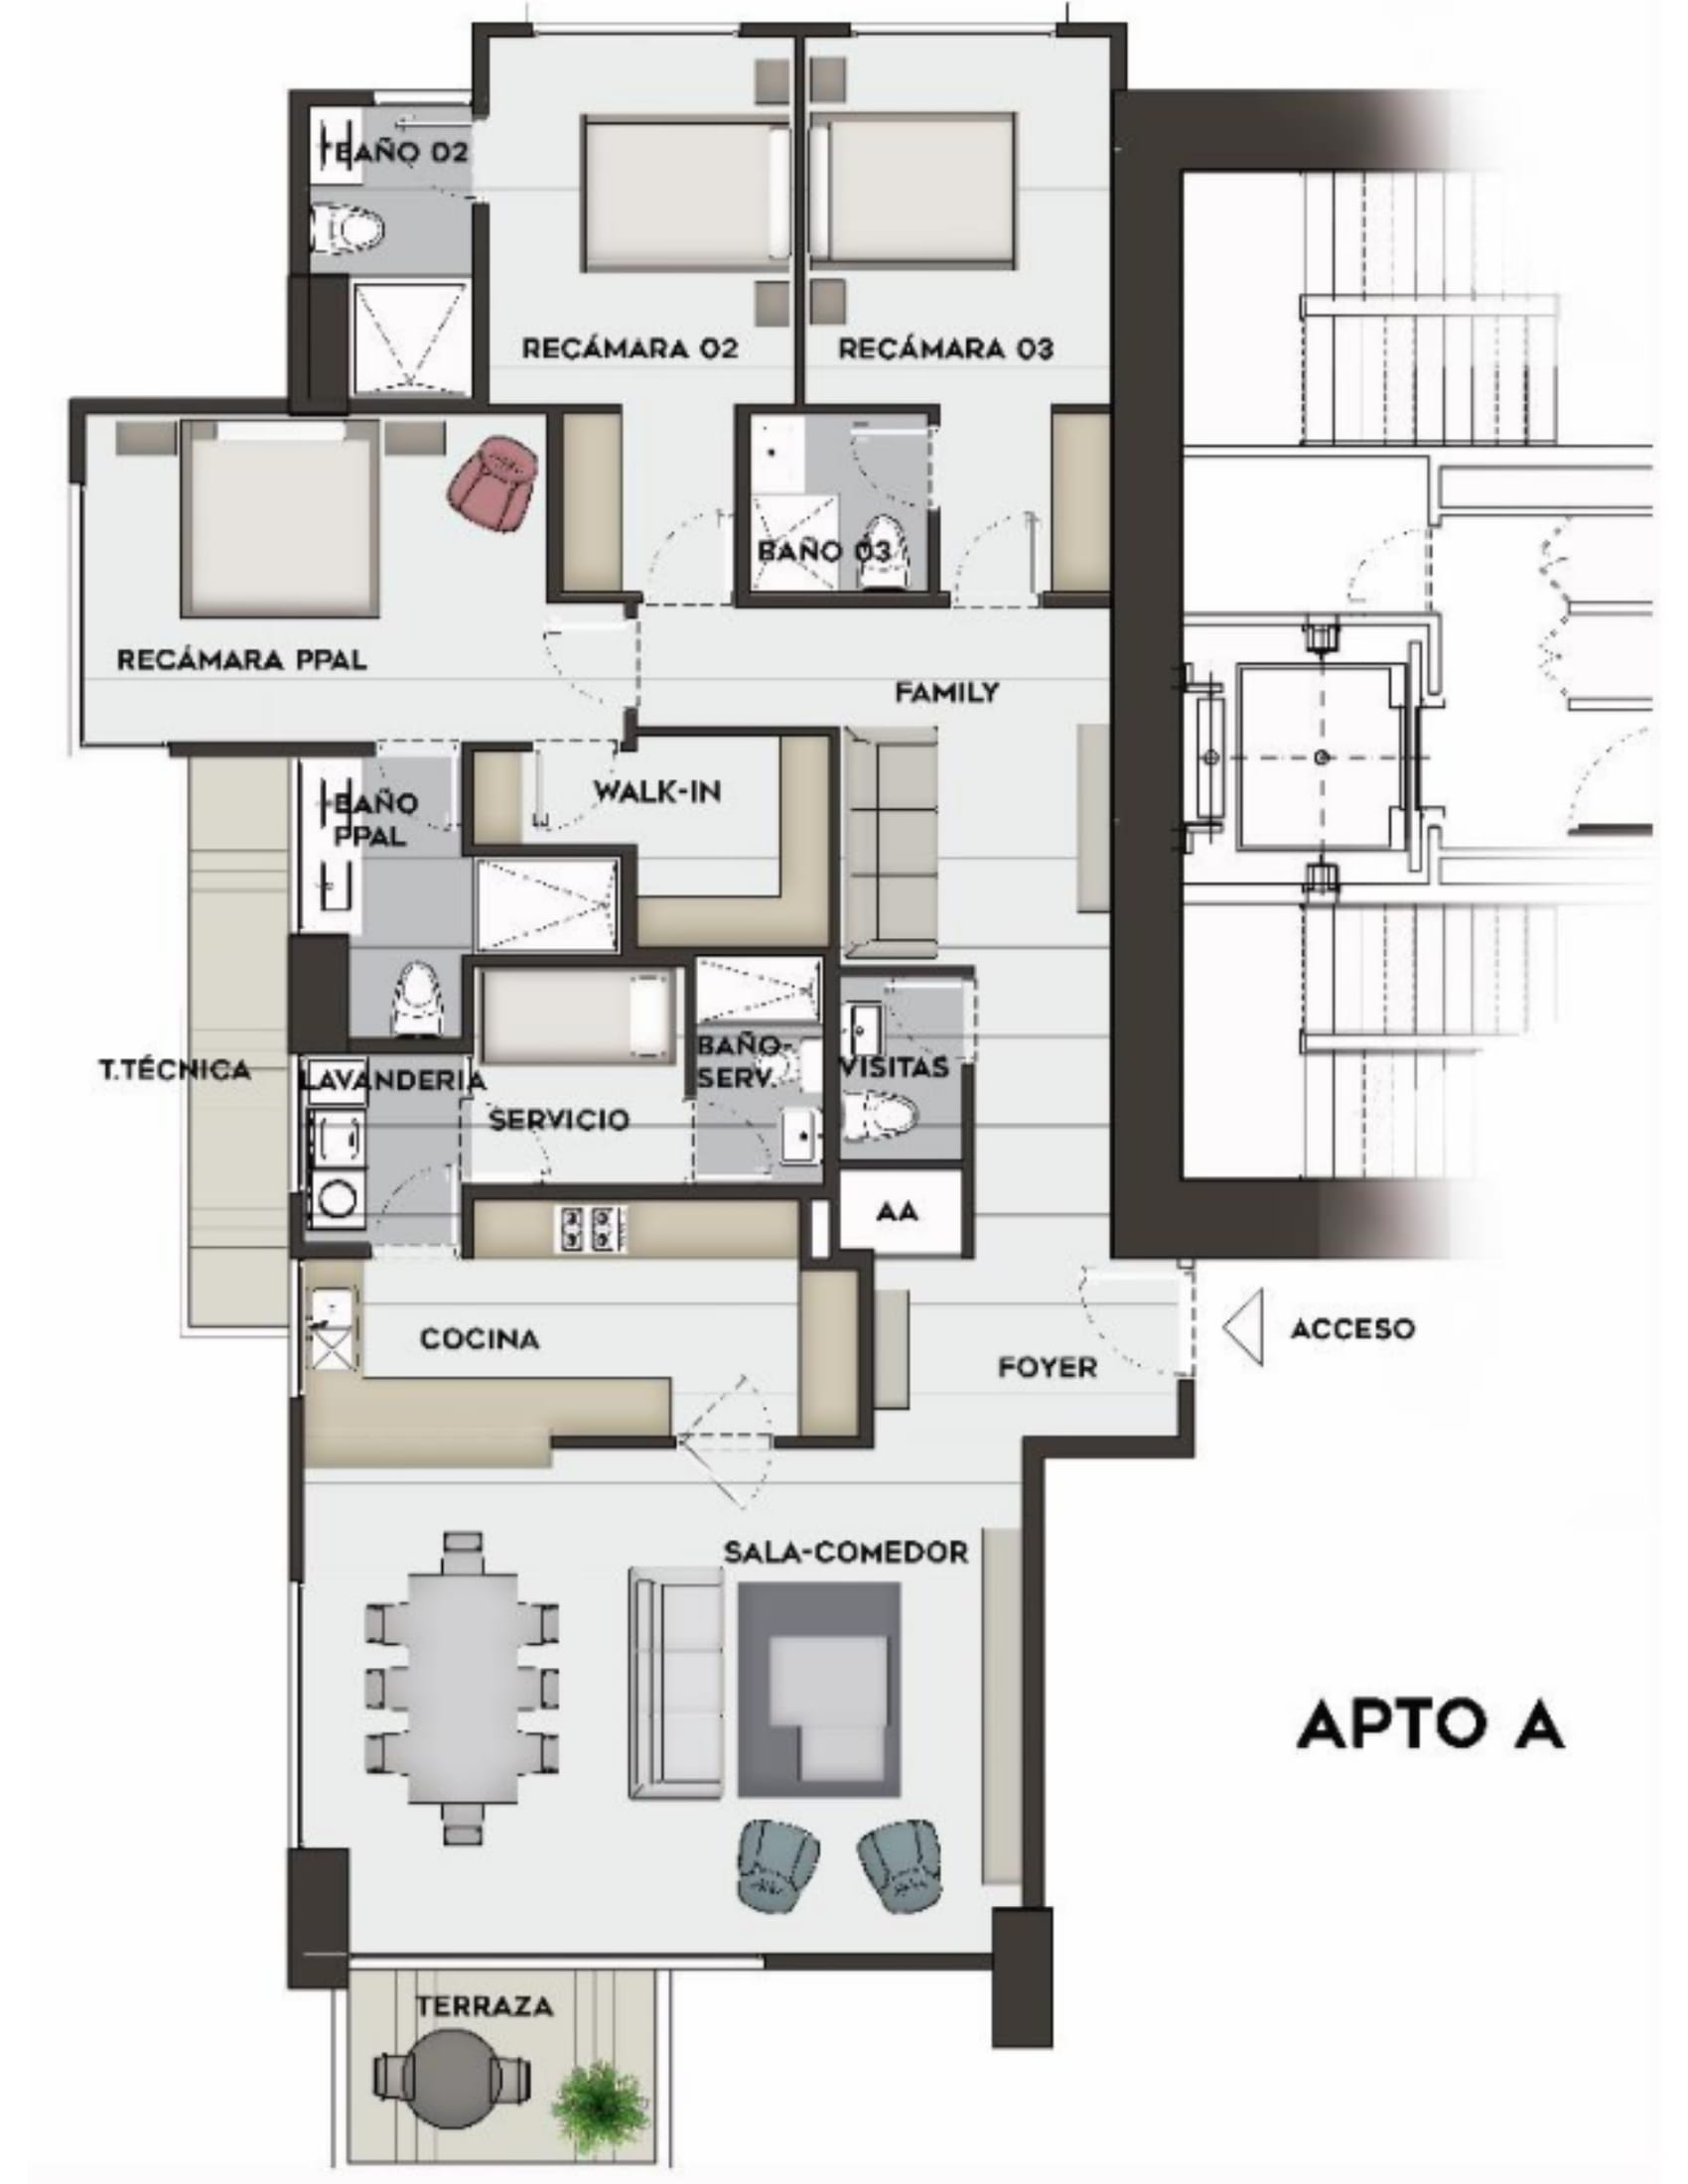 BAÑO 02
RECÁMARA 02
RECÁMARA 03
BAÑO 03
RECÁMARA PPAL
FAMILY
WALK-IN
BAÑO
PPAL
T.TÉCNICA
LAVANDERIA
SERVICIO
BAÑO-
SERV.
VISITAS
AA
COCINA
FOYER
ACCESO
SALA-COMEDOR
APTO A
TERRAZA